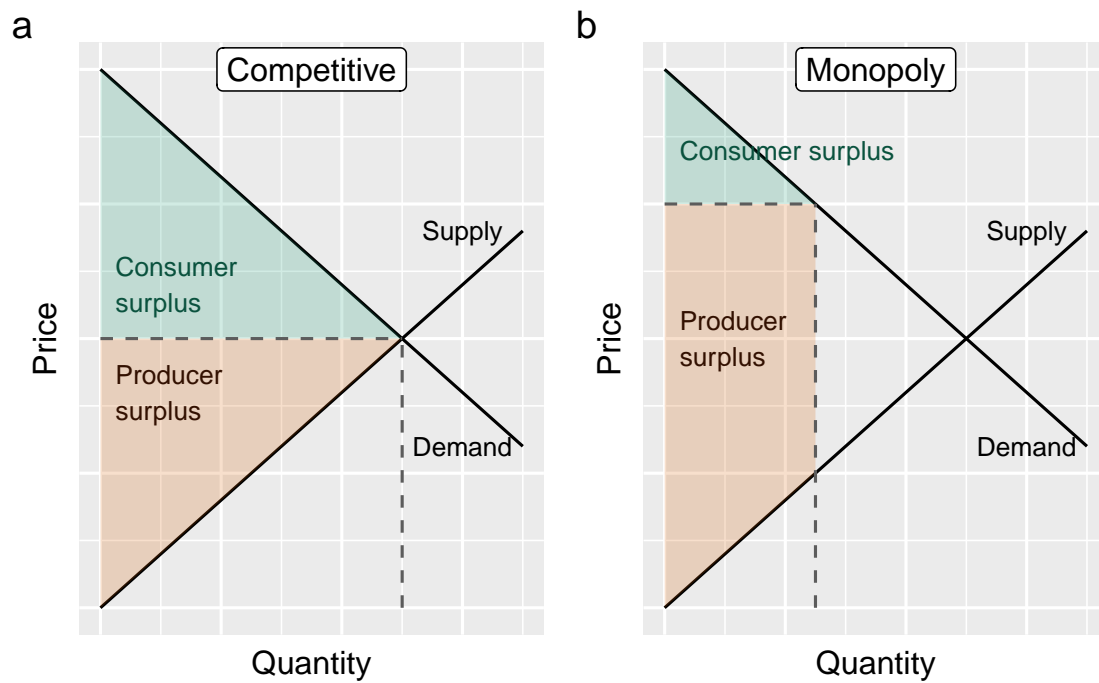 a
Competitive
Supply
Consumer
surplus
Producer
surplus
Demand
Price
Quantity
b
Monopoly
Consumer surplus
Supply
Producer
surplus
Demand
Price
Quantity